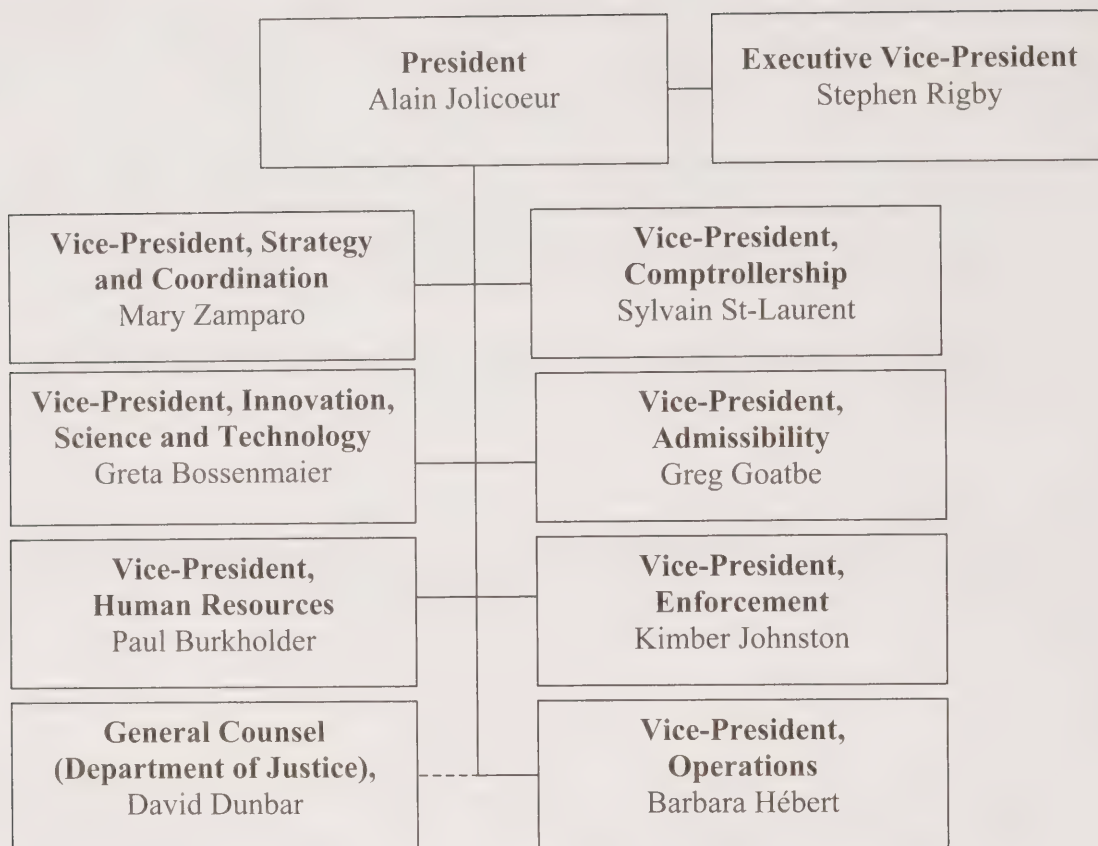 President
Alain Jolicoeur
Executive Vice-President
Stephen Rigby
Vice-President, Strategy
and Coordination
Mary Zamparo
Vice-President,
Comptrollership
Sylvain St-Laurent
Vice-President, Innovation,
Science and Technology
Greta Bossenmaier
Vice-President,
Admissibility
Greg Goatbe
Vice-President,
Human Resources
Paul Burkholder
Vice-President,
Enforcement
Kimber Johnston
General Counsel
(Department of Justice),
David Dunbar
Vice-President,
Operations
Barbara Hébert